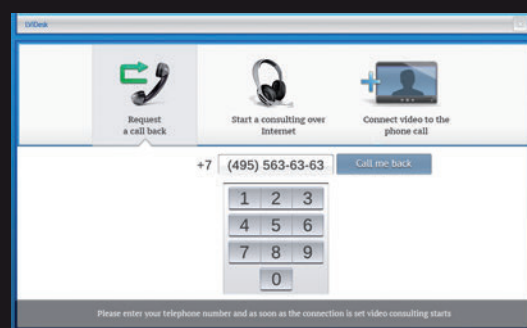 LViDesk
Request
a call back
Start a consulting over
Internet
Connect video to the
phone call
+7 (495) 563-63-63 Call me back
1 2 3
4 5 6
7 8 9
0
Please enter your telephone number and as soon as the connection is set video consulting starts